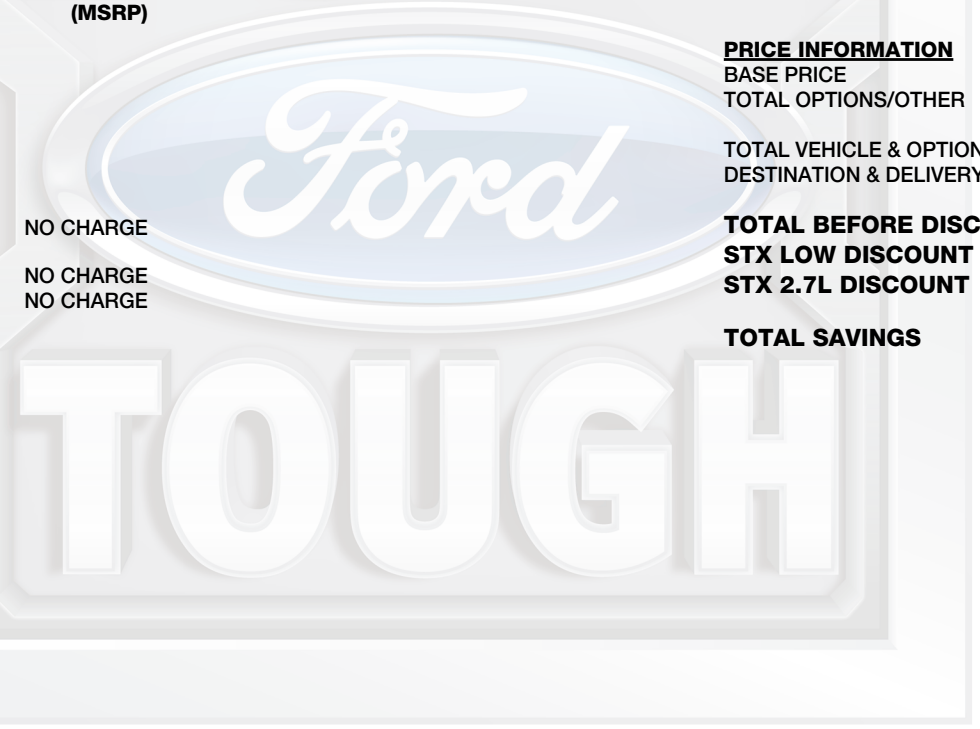 (MSRP)
NO CHARGE
NO CHARGE
NO CHARGE
PRICE INFORMATION
BASE PRICE
TOTAL OPTIONS/OTHER
TOTAL VEHICLE & OPTION
DESTINATION & DELIVERY
TOTAL BEFORE DISC
STX LOW DISCOUNT
STX 2.7L DISCOUNT
TOTAL SAVINGS
Ford
TOUGH